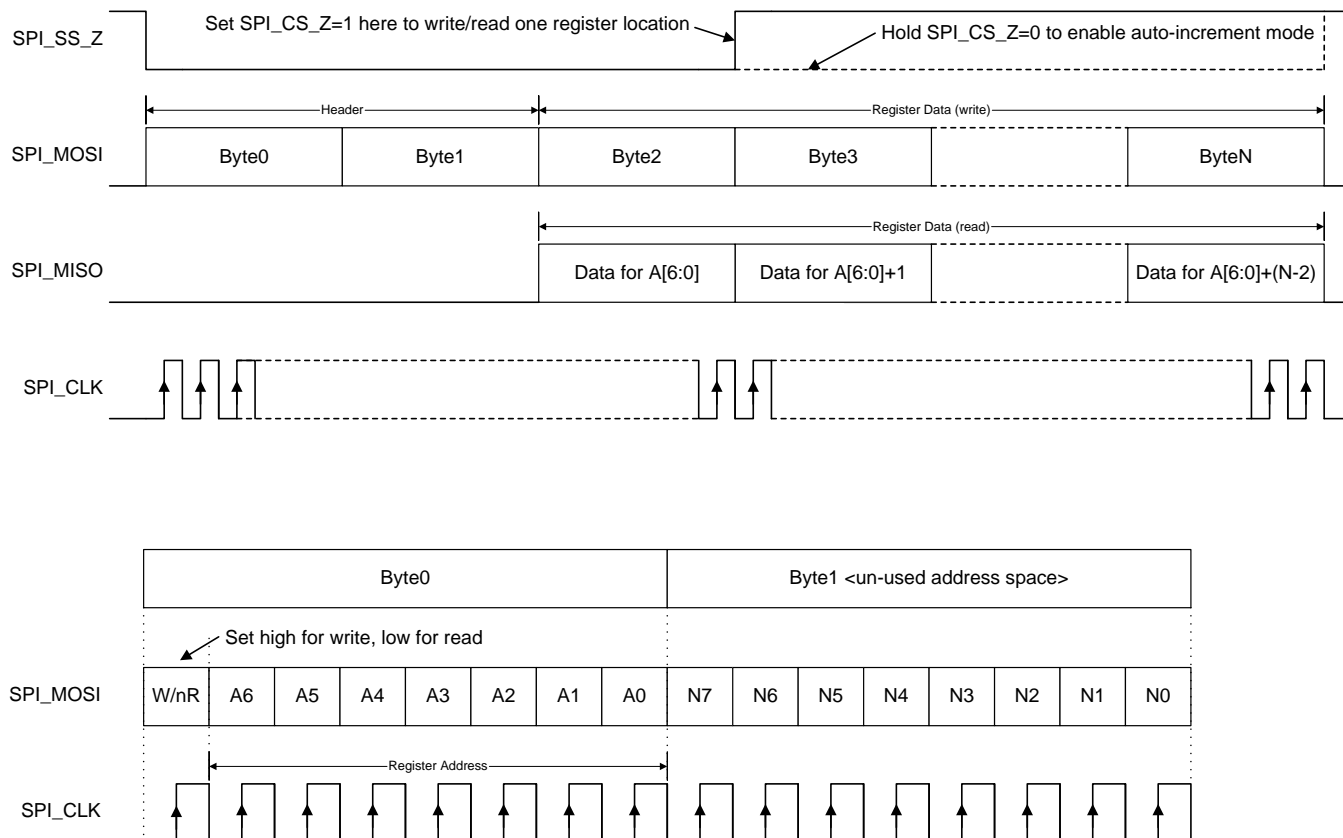 Set SPI_CS_Z=1 here to write/read one register location
Hold SPI_CS_Z=0 to enable auto-increment mode
SPI_SS_Z
Header
Register Data (write)
SPI_MOSI
Byte0
Byte1
Byte2
Byte3
ByteN
Register Data (read)
SPI_MISO
Data for A[6:0]
Data for A[6:0]+1
Data for A[6:0]+(N-2)
SPI_CLK
Byte0
Byte1 <un-used address space>
Set high for write, low for read
SPI_MOSI
W/nR
A6
A5
A4
A3
A2
A1
A0
N7
N6
N5
N4
N3
N2
N1
N0
Register Address
SPI_CLK